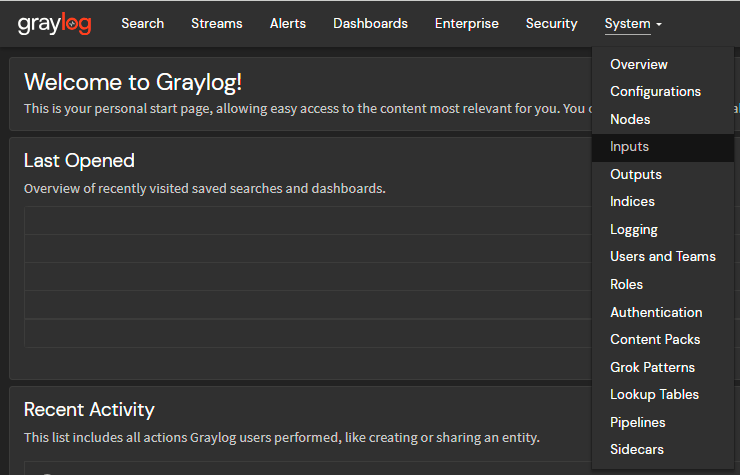 graylog Search Streams Alerts Dashboards Enterprise Security System
Overview
Configurations
Nodes
Inputs
Outputs
Indices
Logging
Users and Teams
Roles
Authentication
Content Packs
Grok Patterns
Lookup Tables
Pipelines
Sidecars
Welcome to Graylog!
This is your personal start page, allowing easy access to the content most relevant for you. You
Last Opened
Overview of recently visited saved searches and dashboards.
Recent Activity
This list includes all actions Graylog users performed, like creating or sharing an entity.